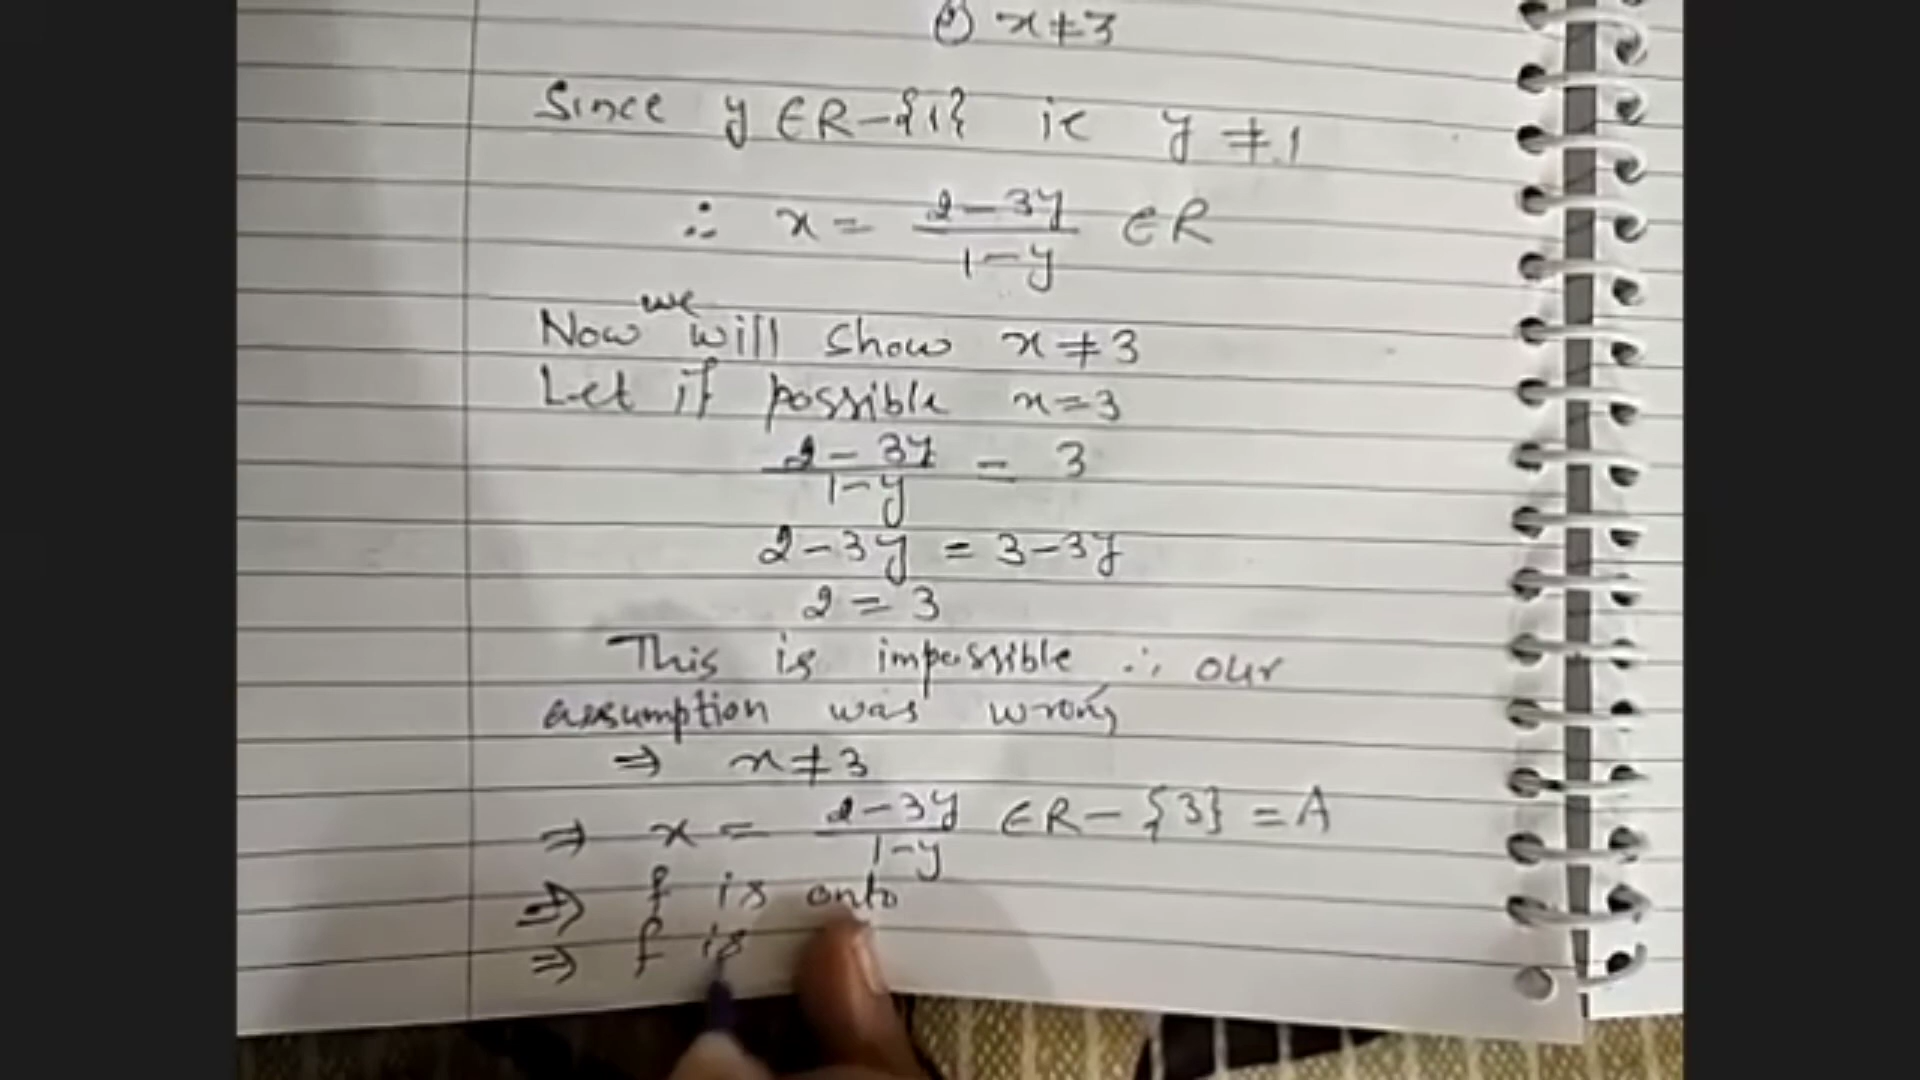 (2) x ≠ 3
Since y ∈ R - {1} ie y ≠ 1
∴ x = (2 - 3y)/(1 - y) ∈ R
Now we will show x ≠ 3
Let if possible x = 3
(2 - 3y)/(1 - y) = 3
2 - 3y = 3 - 3y
2 = 3
This is impossible ∴ our
assumption was wrong
⇒ x ≠ 3
⇒ x = (2 - 3y)/(1 - y) ∈ R - {3} = A
⇒ f is onto
⇒ f is